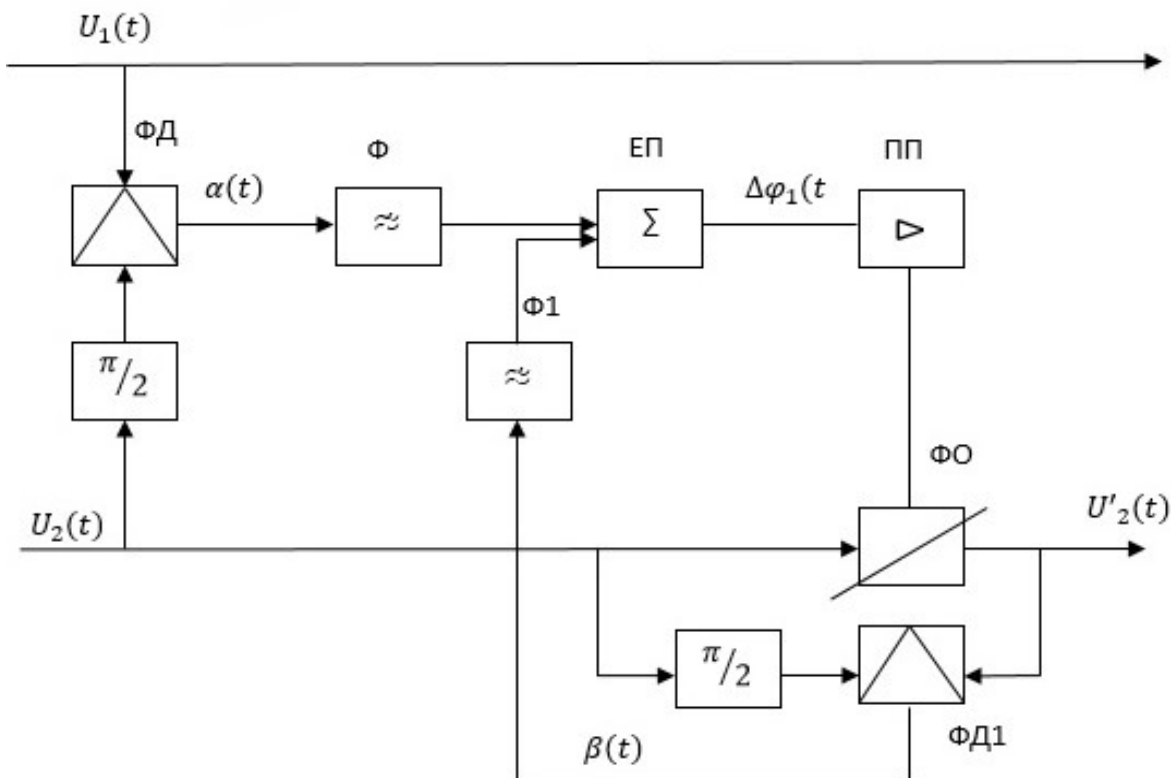 U₁(t)
ФД
Ф
ЕП
ПП
α(t)
≈
Σ
Δφ₁(t
▷
Ф1
π/2
≈
ФО
U₂(t)
U'₂(t)
π/2
β(t)
ФД1